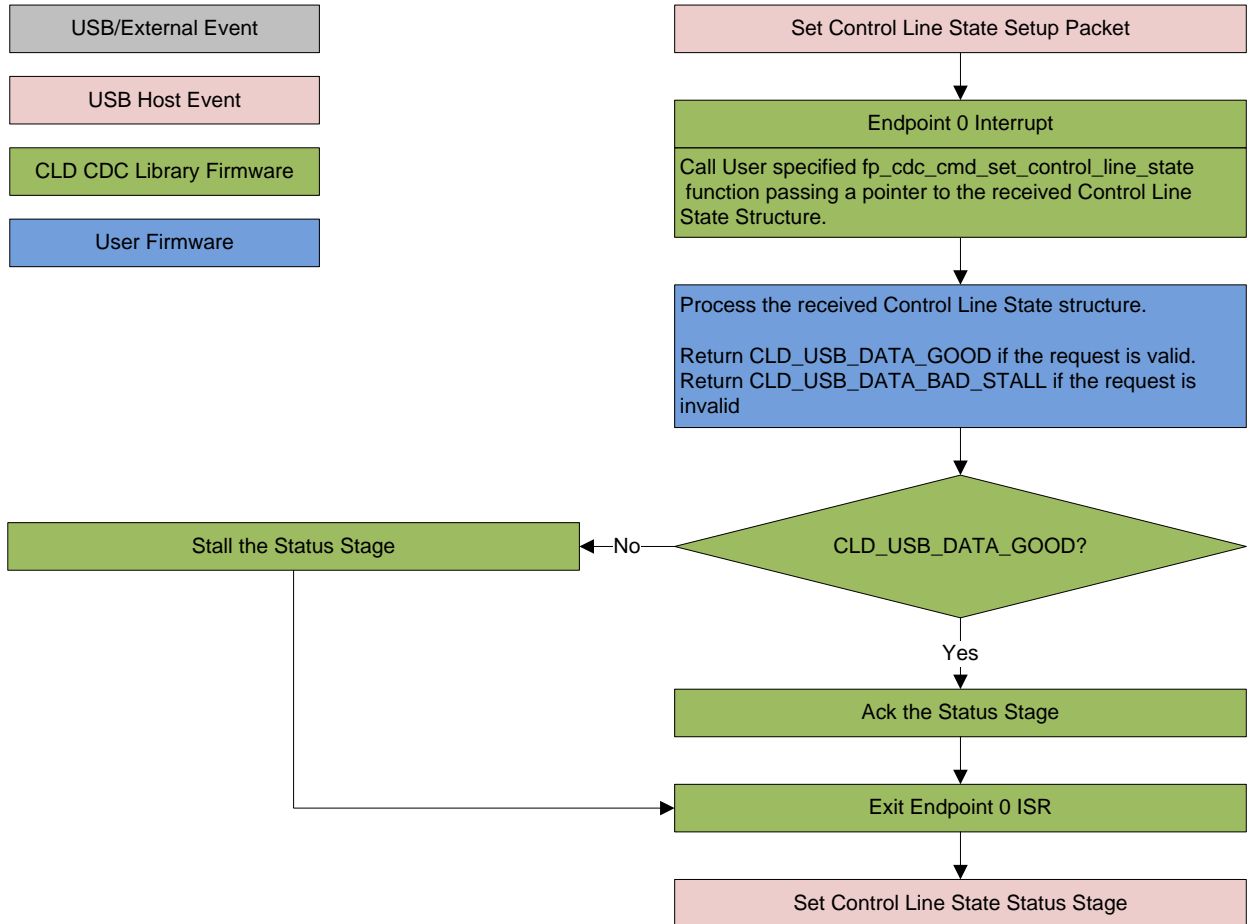 USB/External Event
USB Host Event
CLD CDC Library Firmware
User Firmware
Set Control Line State Setup Packet
Endpoint 0 Interrupt
Call User specified fp_cdc_cmd_set_control_line_state
function passing a pointer to the received Control Line
State Structure.
Process the received Control Line State structure.
Return CLD_USB_DATA_GOOD if the request is valid.
Return CLD_USB_DATA_BAD_STALL if the request is
invalid
CLD_USB_DATA_GOOD?
No
Stall the Status Stage
Yes
Ack the Status Stage
Exit Endpoint 0 ISR
Set Control Line State Status Stage